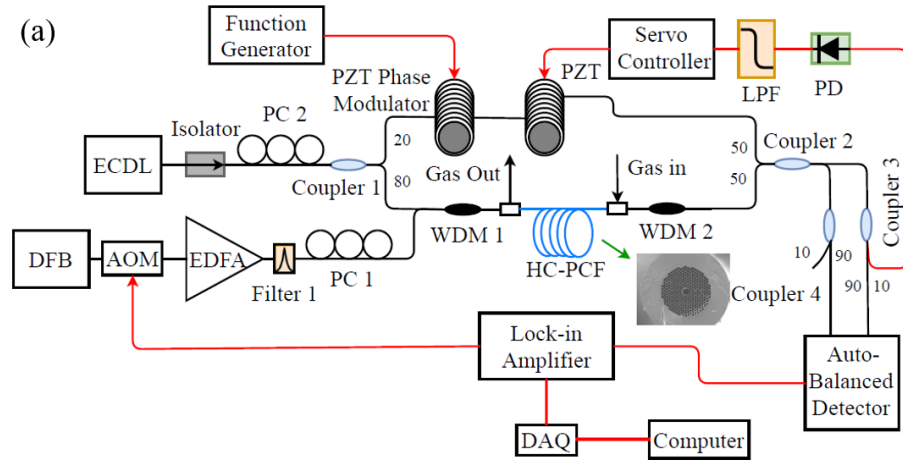 (a)
Function
Generator
Servo
Controller
LPF
PD
PZT Phase
Modulator
PZT
PC 2
Isolator
ECDL
Coupler 1
20
80
Gas Out
Gas in
50
50
Coupler 2
Coupler 3
WDM 1
WDM 2
HC-PCF
DFB
AOM
EDFA
Filter 1
PC 1
10
90
90
10
Coupler 4
Lock-in
Amplifier
Auto-
Balanced
Detector
DAQ
Computer